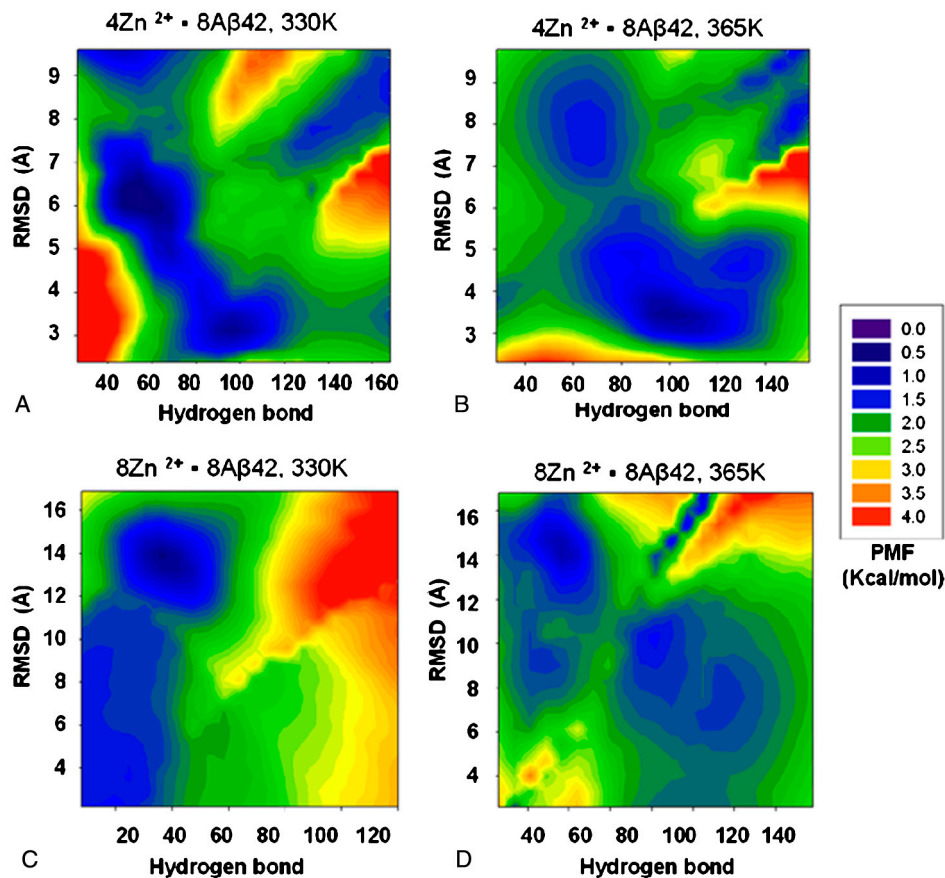 4Zn 2+ ▪ 8Aβ42, 330K
4Zn 2+ ▪ 8Aβ42, 365K
9
8
7
6
5
4
3
RMSD (A)
40 60 80 100 120 140 160
A
Hydrogen bond
9
8
7
6
5
4
3
RMSD (A)
40 60 80 100 120 140
B
Hydrogen bond
0.0
0.5
1.0
1.5
2.0
2.5
3.0
3.5
4.0
PMF
(Kcal/mol)
8Zn 2+ ▪ 8Aβ42, 330K
8Zn 2+ ▪ 8Aβ42, 365K
16
14
12
10
8
6
4
RMSD (A)
20 40 60 80 100 120
C
Hydrogen bond
16
14
12
10
8
6
4
RMSD (A)
40 60 80 100 120 140
D
Hydrogen bond